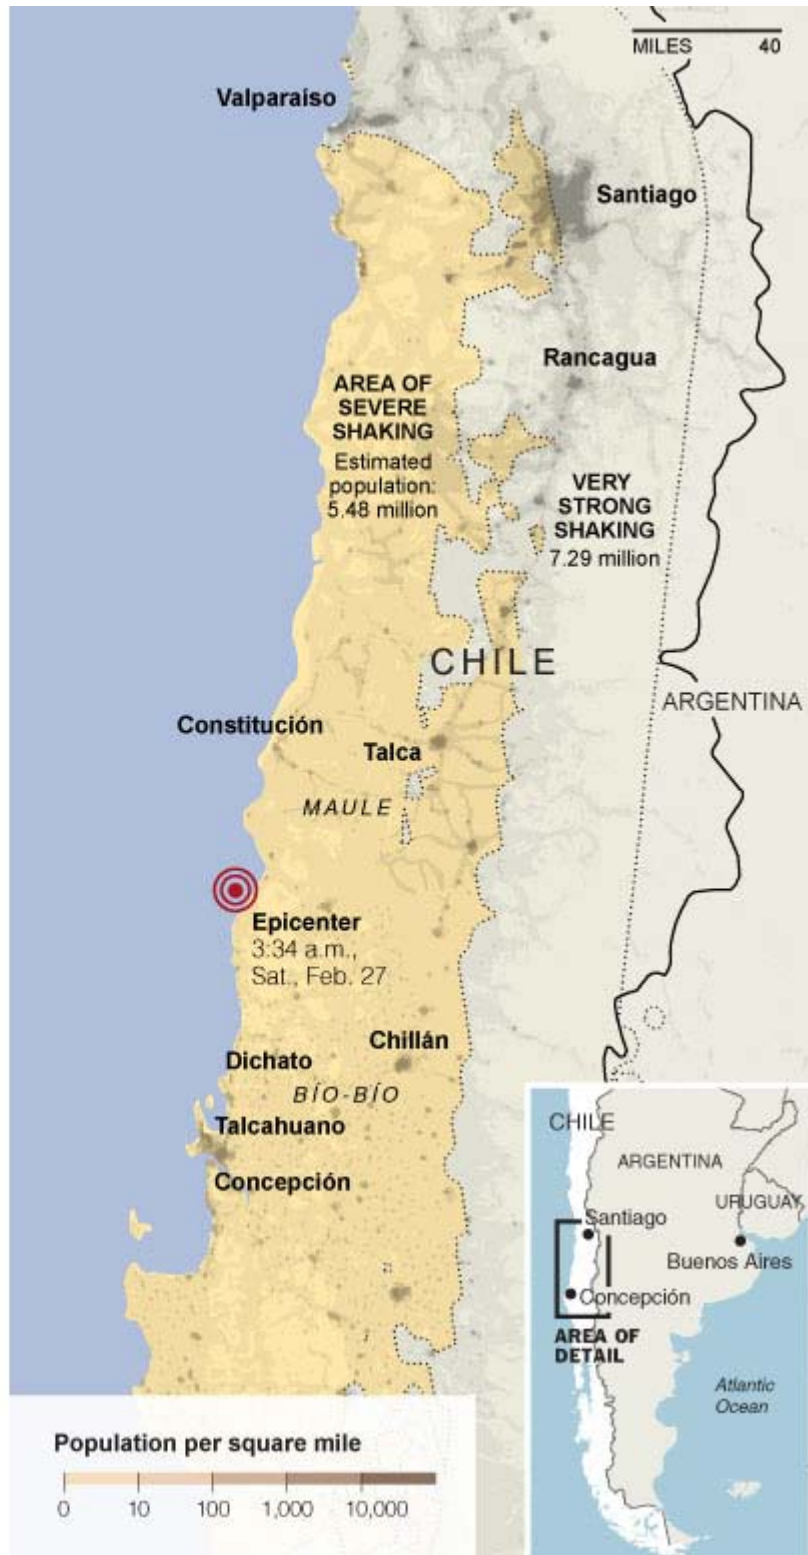 MILES 40
Valparaiso
Santiago
Rancagua
AREA OF
SEVERE
SHAKING
Estimated
population:
5.48 million
VERY
STRONG
SHAKING
7.29 million
CHILE
ARGENTINA
Constitución
Talca
MAULE
Epicenter
3:34 a.m.,
Sat., Feb. 27
Chillán
Dichato
BÍO-BÍO
Talcahuano
Concepción
CHILE
ARGENTINA
URUGUAY
Santiago
Buenos Aires
Concepción
AREA OF
DETAIL
Atlantic
Ocean
Population per square mile
0 10 100 1,000 10,000